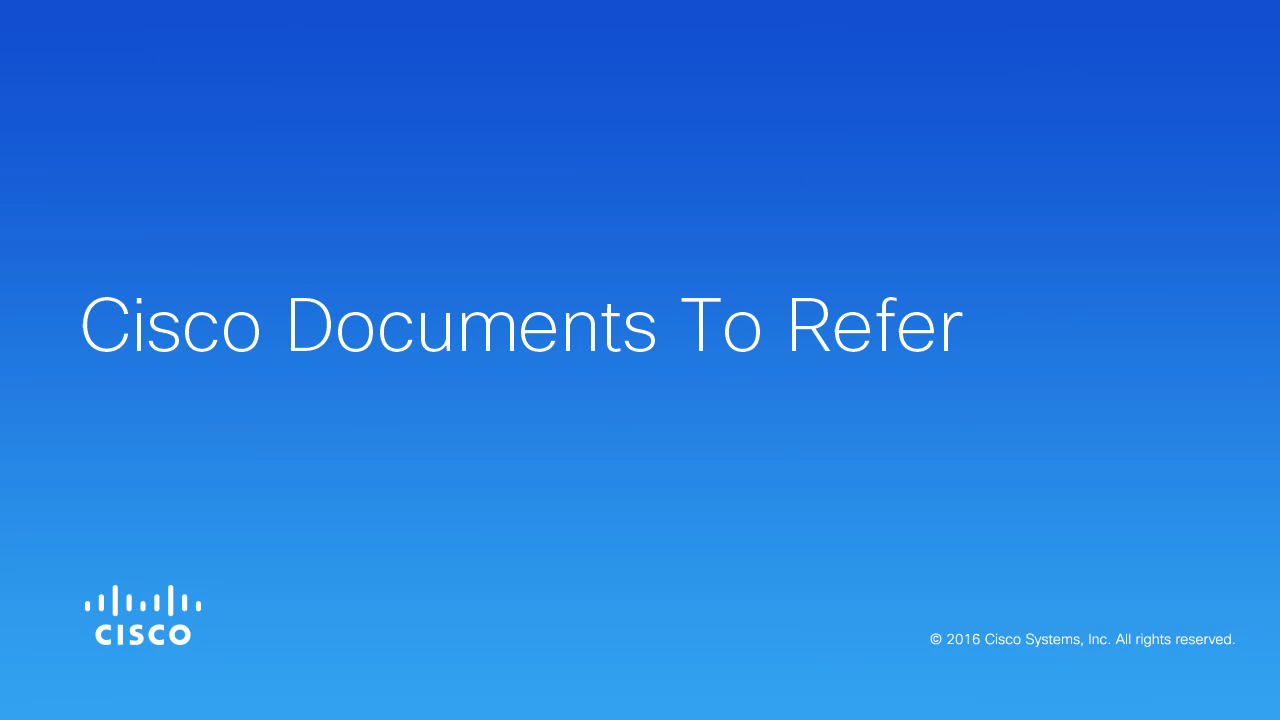 Cisco Documents To Refer
CISCO
© 2016 Cisco Systems, Inc. All rights reserved.